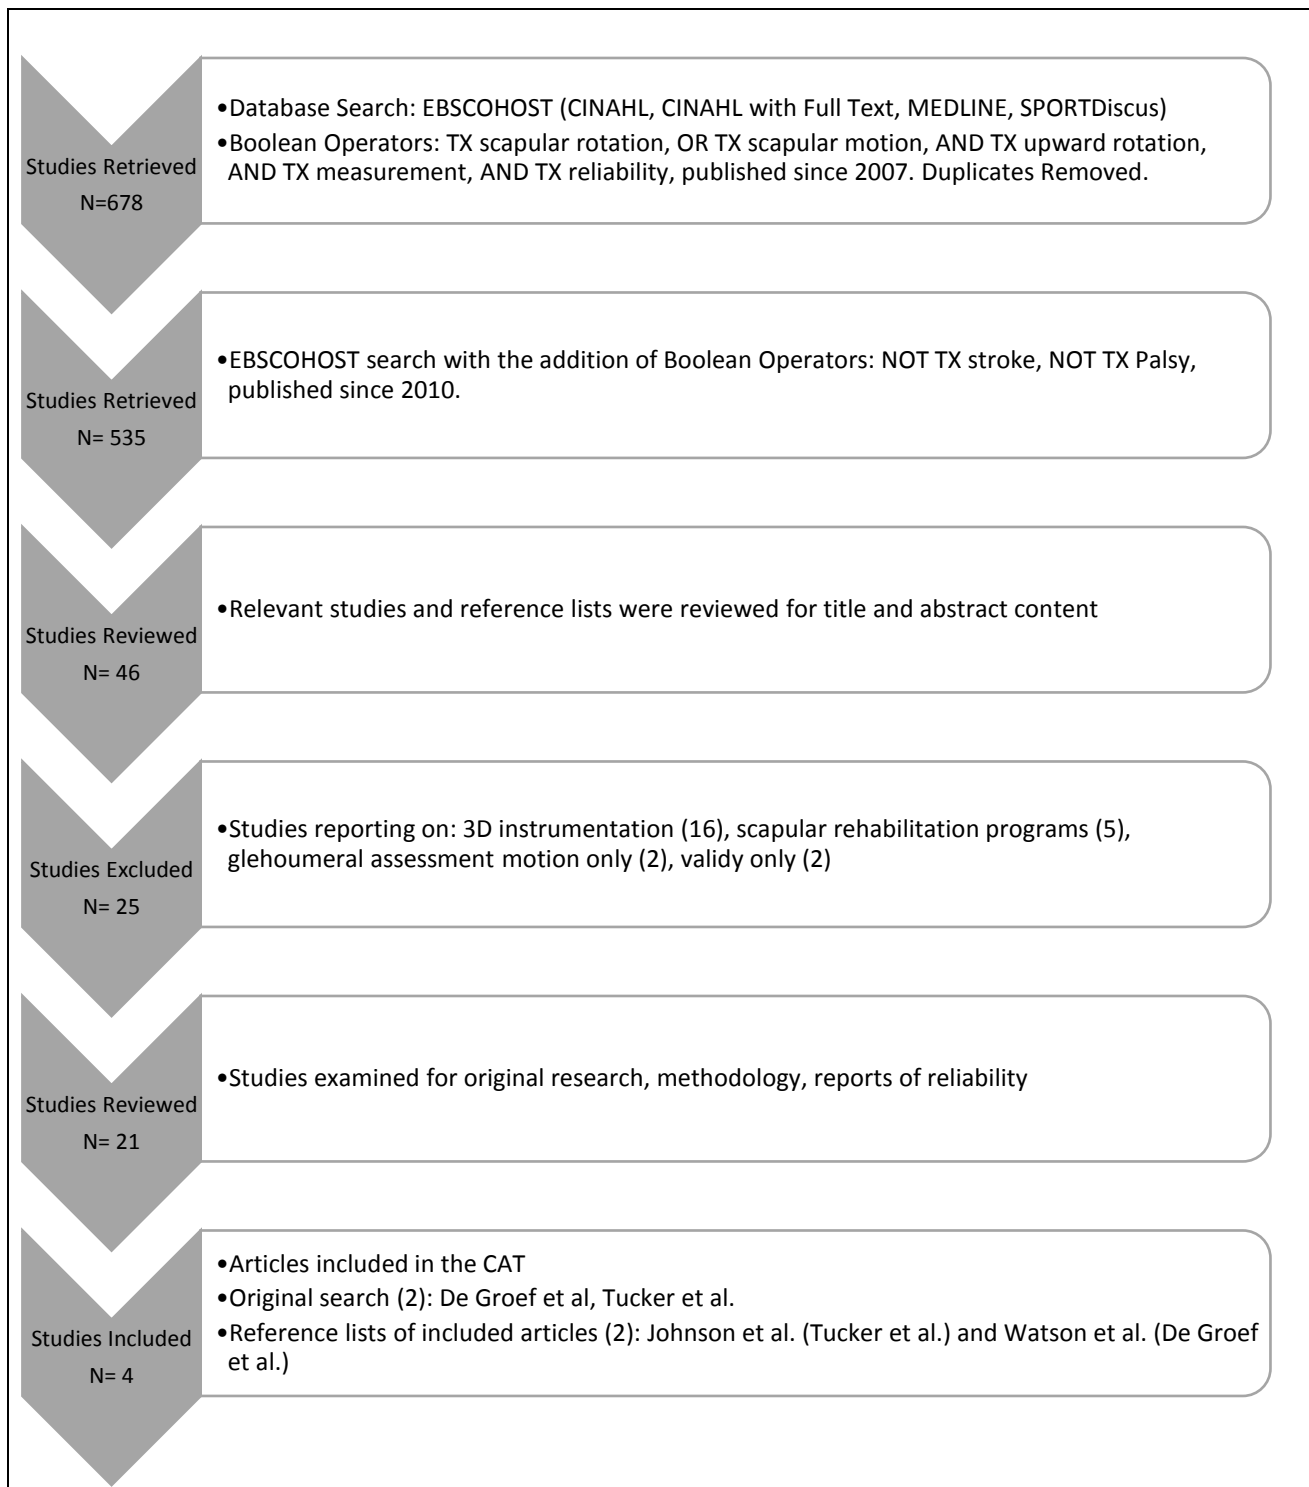 Studies Retrieved
N=678
•Database Search: EBSCOHOST (CINAHL, CINAHL with Full Text, MEDLINE, SPORTDiscus)
•Boolean Operators: TX scapular rotation, OR TX scapular motion, AND TX upward rotation,
AND TX measurement, AND TX reliability, published since 2007. Duplicates Removed.
Studies Retrieved
N= 535
•EBSCOHOST search with the addition of Boolean Operators: NOT TX stroke, NOT TX Palsy,
published since 2010.
Studies Reviewed
N= 46
•Relevant studies and reference lists were reviewed for title and abstract content
Studies Excluded
N= 25
•Studies reporting on: 3D instrumentation (16), scapular rehabilitation programs (5),
glehoumeral assessment motion only (2), validy only (2)
Studies Reviewed
N= 21
•Studies examined for original research, methodology, reports of reliability
Studies Included
N= 4
•Articles included in the CAT
•Original search (2): De Groef et al, Tucker et al.
•Reference lists of included articles (2): Johnson et al. (Tucker et al.) and Watson et al. (De Groef
et al.)